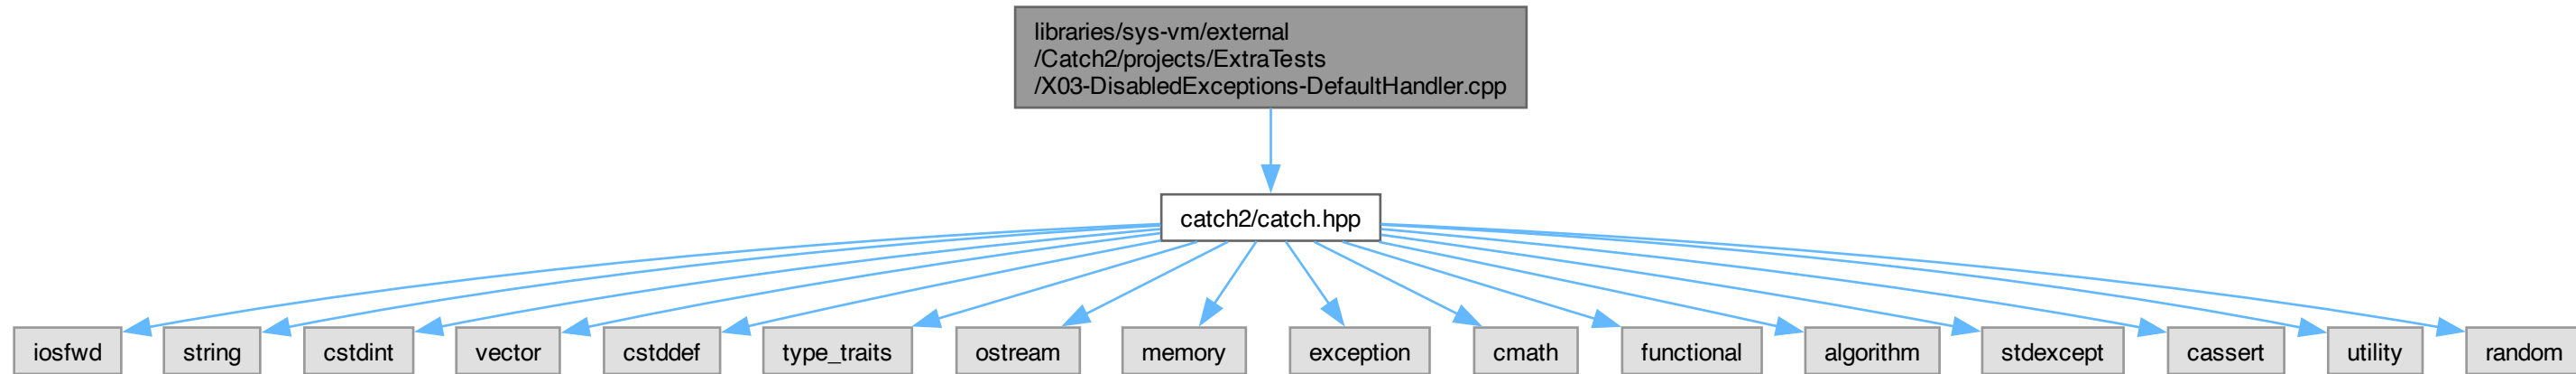 libraries/sys-vm/external
/Catch2/projects/ExtraTests
/X03-DisabledExceptions-DefaultHandler.cpp
catch2/catch.hpp
iosfwd
string
cstdint
vector
cstddef
type_traits
ostream
memory
exception
cmath
functional
algorithm
stdexcept
cassert
utility
random